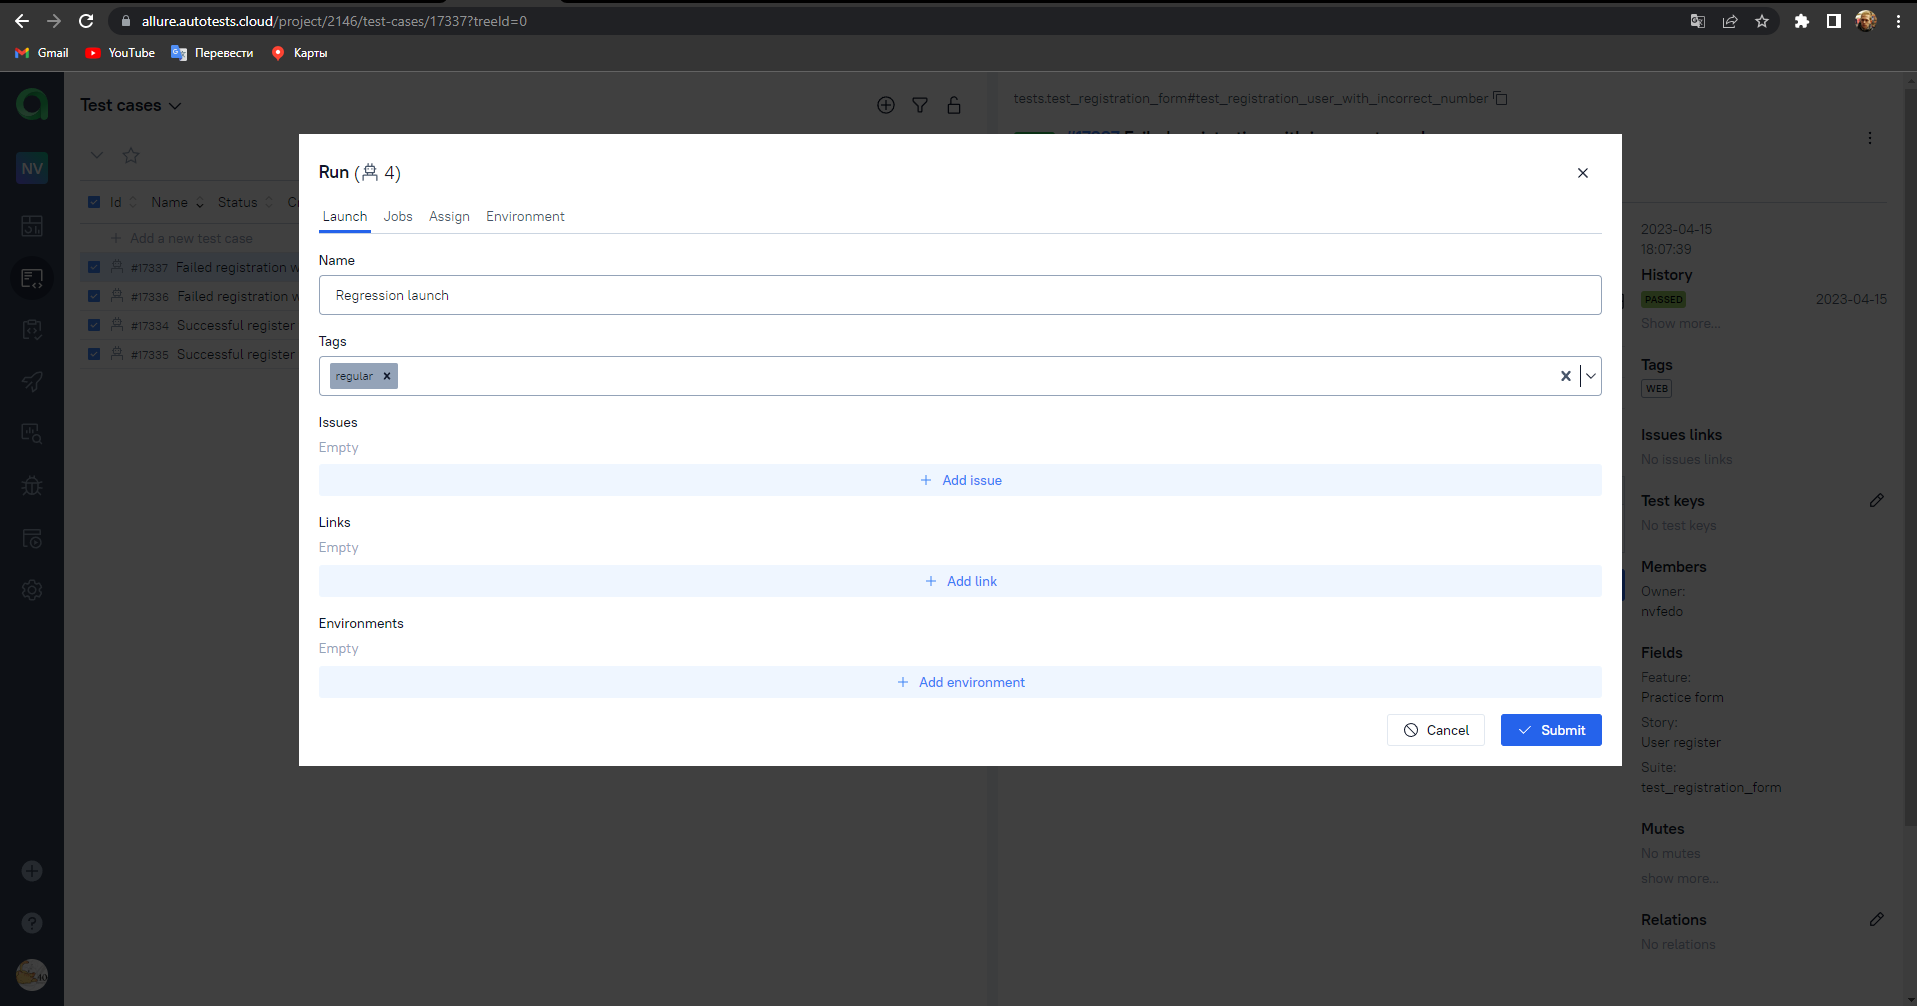 allure.autotests.cloud/project/2146/test-cases/17337?treeId=0
Gmail
YouTube
Перевести
Карты
NV
Test cases
Id
Name
Status
Add a new test case
#17337 Failed registration w
#17336 Failed registration w
#17334 Successful register
#17335 Successful register
tests.test_registration_form#test_registration_user_with_incorrect_number
Run (4)
Launch
Jobs
Assign
Environment
Name
Regression launch
Tags
regular
Issues
Empty
Add issue
Links
Empty
Add link
Environments
Empty
Add environment
Cancel
Submit
2023-04-15
18:07:39
History
PASSED
2023-04-15
Show more...
Tags
WEB
Issues links
No issues links
Test keys
No test keys
Members
Owner:
nvfedo
Fields
Feature:
Practice form
Story:
User register
Suite:
test_registration_form
Mutes
No mutes
show more...
Relations
No relations